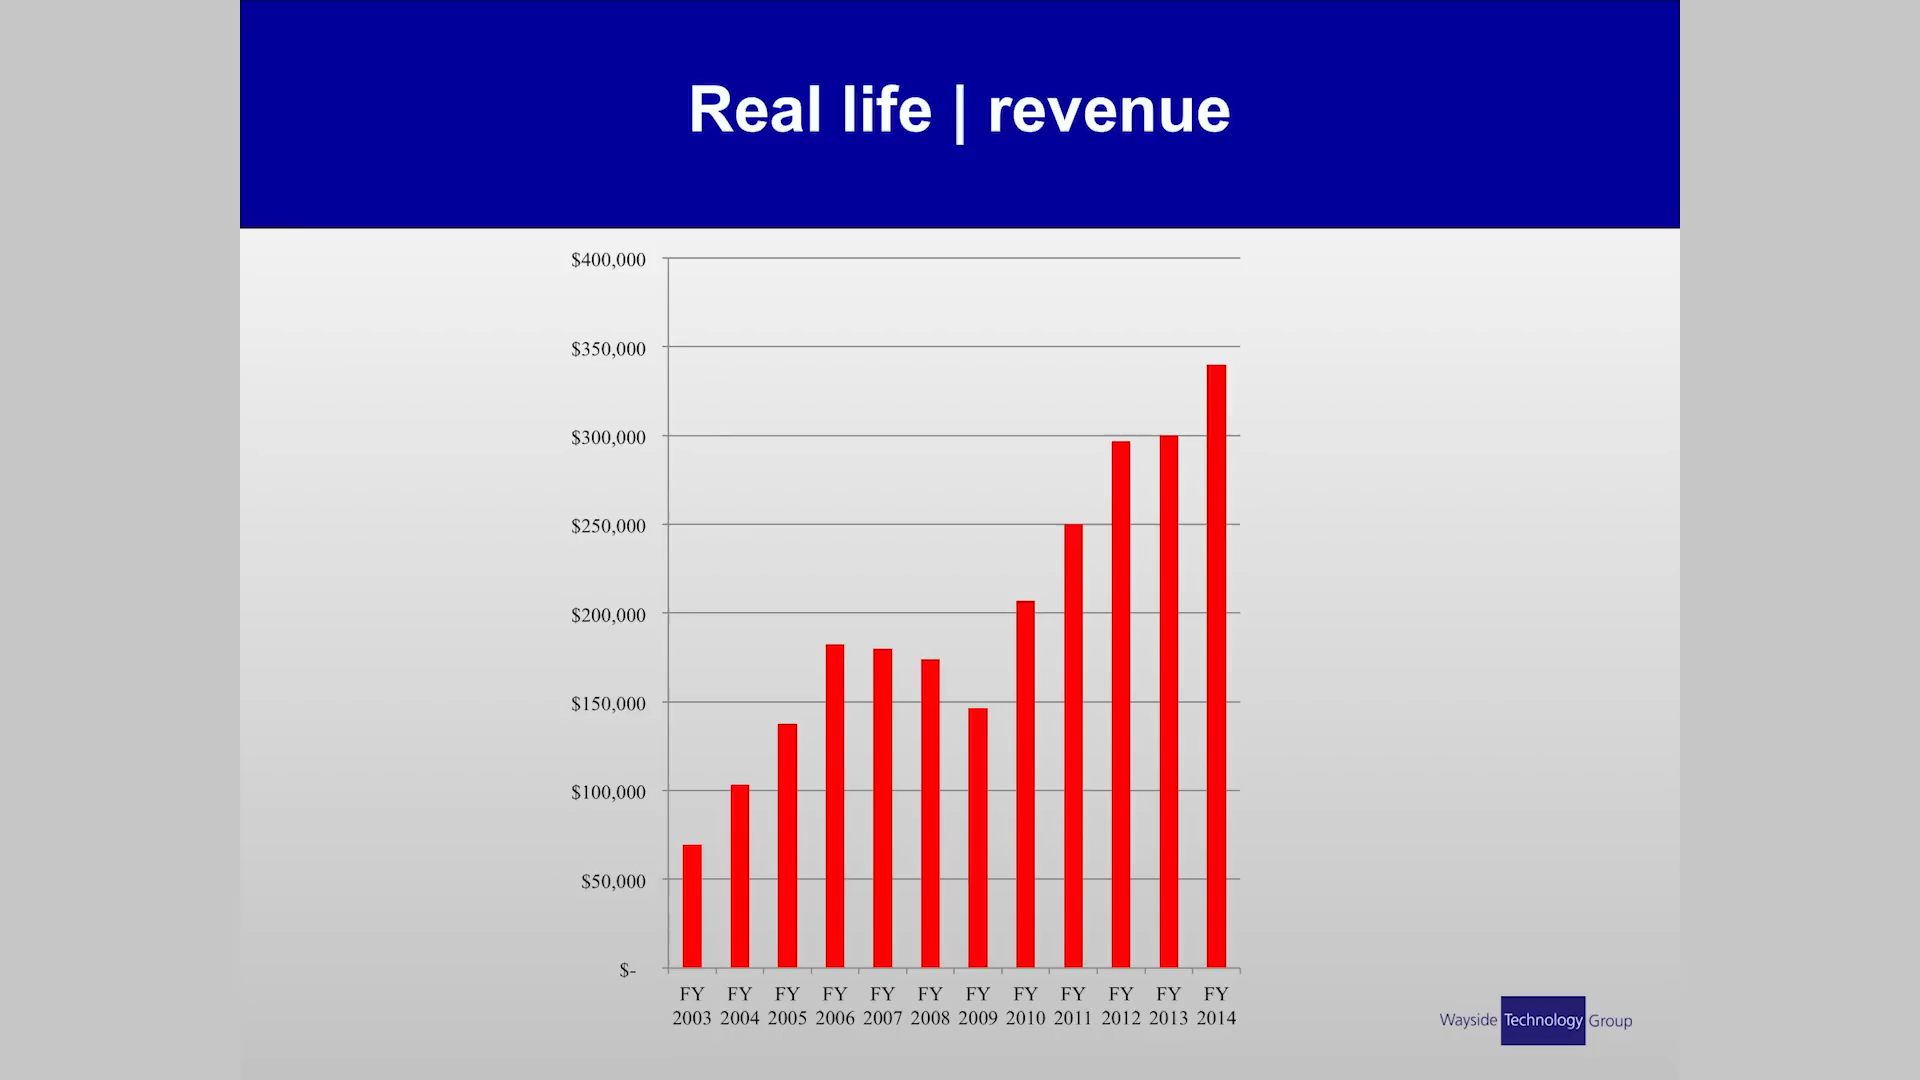 Real life | revenue
$400,000
$350,000
$300,000
$250,000
$200,000
$150,000
$100,000
$50,000
$-
FY FY FY FY FY FY FY FY FY FY FY FY
2003 2004 2005 2006 2007 2008 2009 2010 2011 2012 2013 2014
Wayside Technology Group